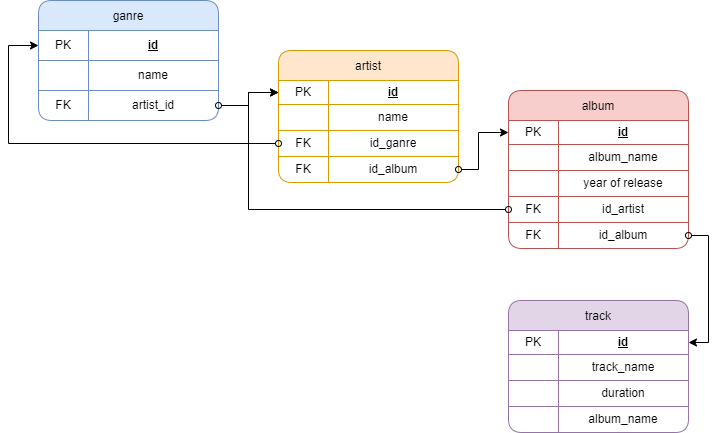 ganre
PK id
name
FK artist_id
artist
PK id
name
FK id_ganre
FK id_album
album
PK id
album_name
year of release
FK id_artist
FK id_album
track
PK id
track_name
duration
album_name